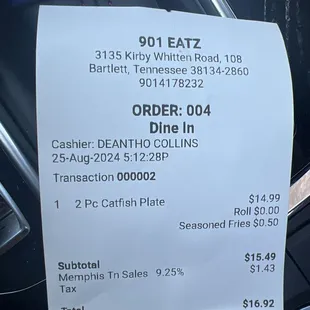 901 EATZ
3135 Kirby Whitten Road, 108
Bartlett, Tennessee 38134-2860
9014178232
ORDER: 004
Dine In
Cashier: DEANTHO COLLINS
25-Aug-2024 5:12:28P
Transaction 000002
1 2 Pc Catfish Plate $14.99
Roll $0.00
Seasoned Fries $0.50
Subtotal $15.49
Memphis Tn Sales 9.25% $1.43
Tax
Total $16.92